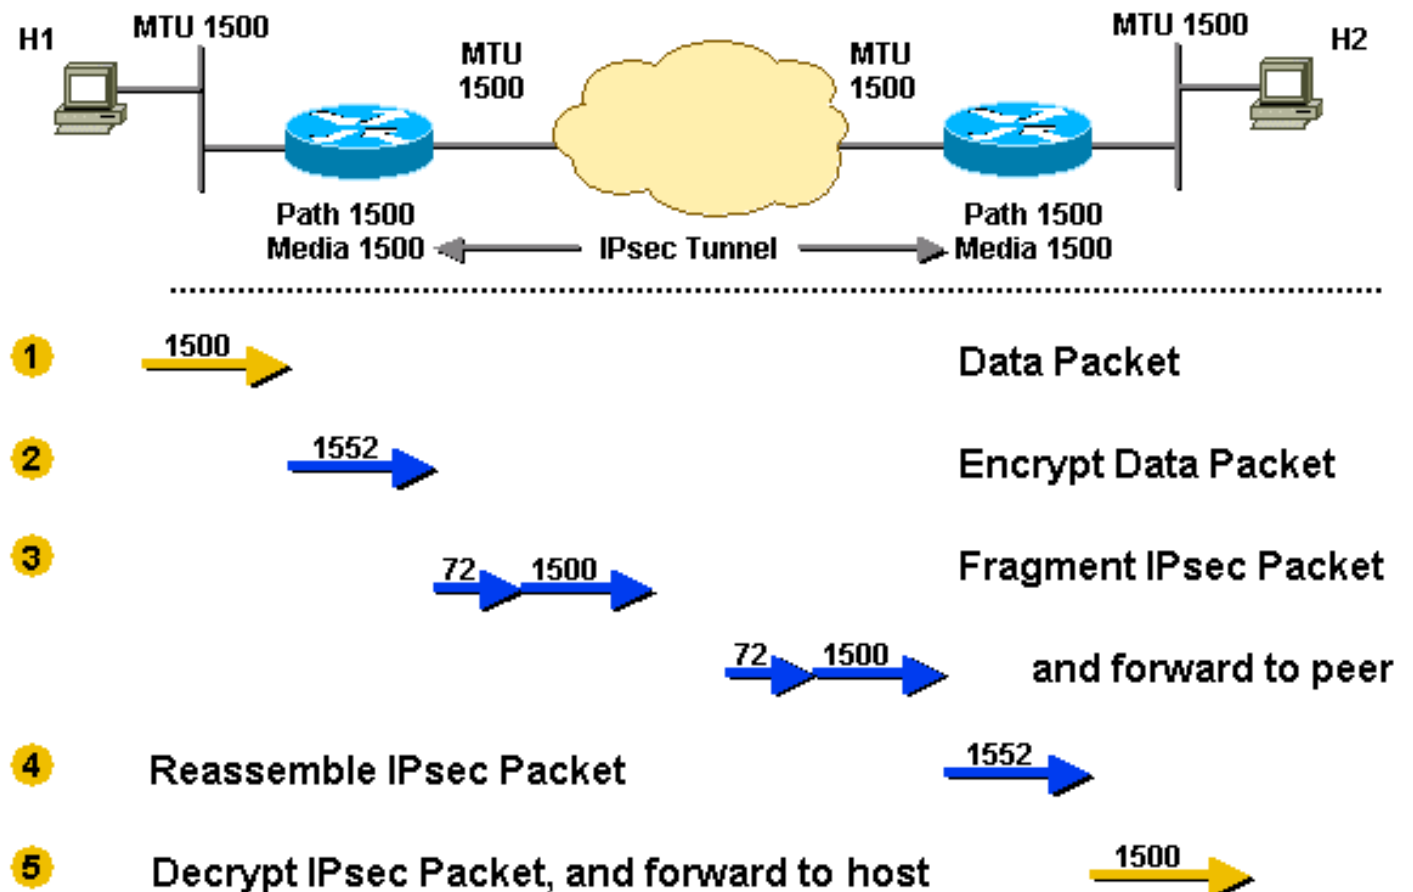 H1
MTU 1500
MTU
1500
MTU
1500
MTU 1500
H2
Path 1500
Media 1500
IPsec Tunnel
Path 1500
Media 1500
1
1500
Data Packet
2
1552
Encrypt Data Packet
3
72
1500
Fragment IPsec Packet
72
1500
and forward to peer
4
Reassemble IPsec Packet
1552
5
Decrypt IPsec Packet, and forward to host
1500